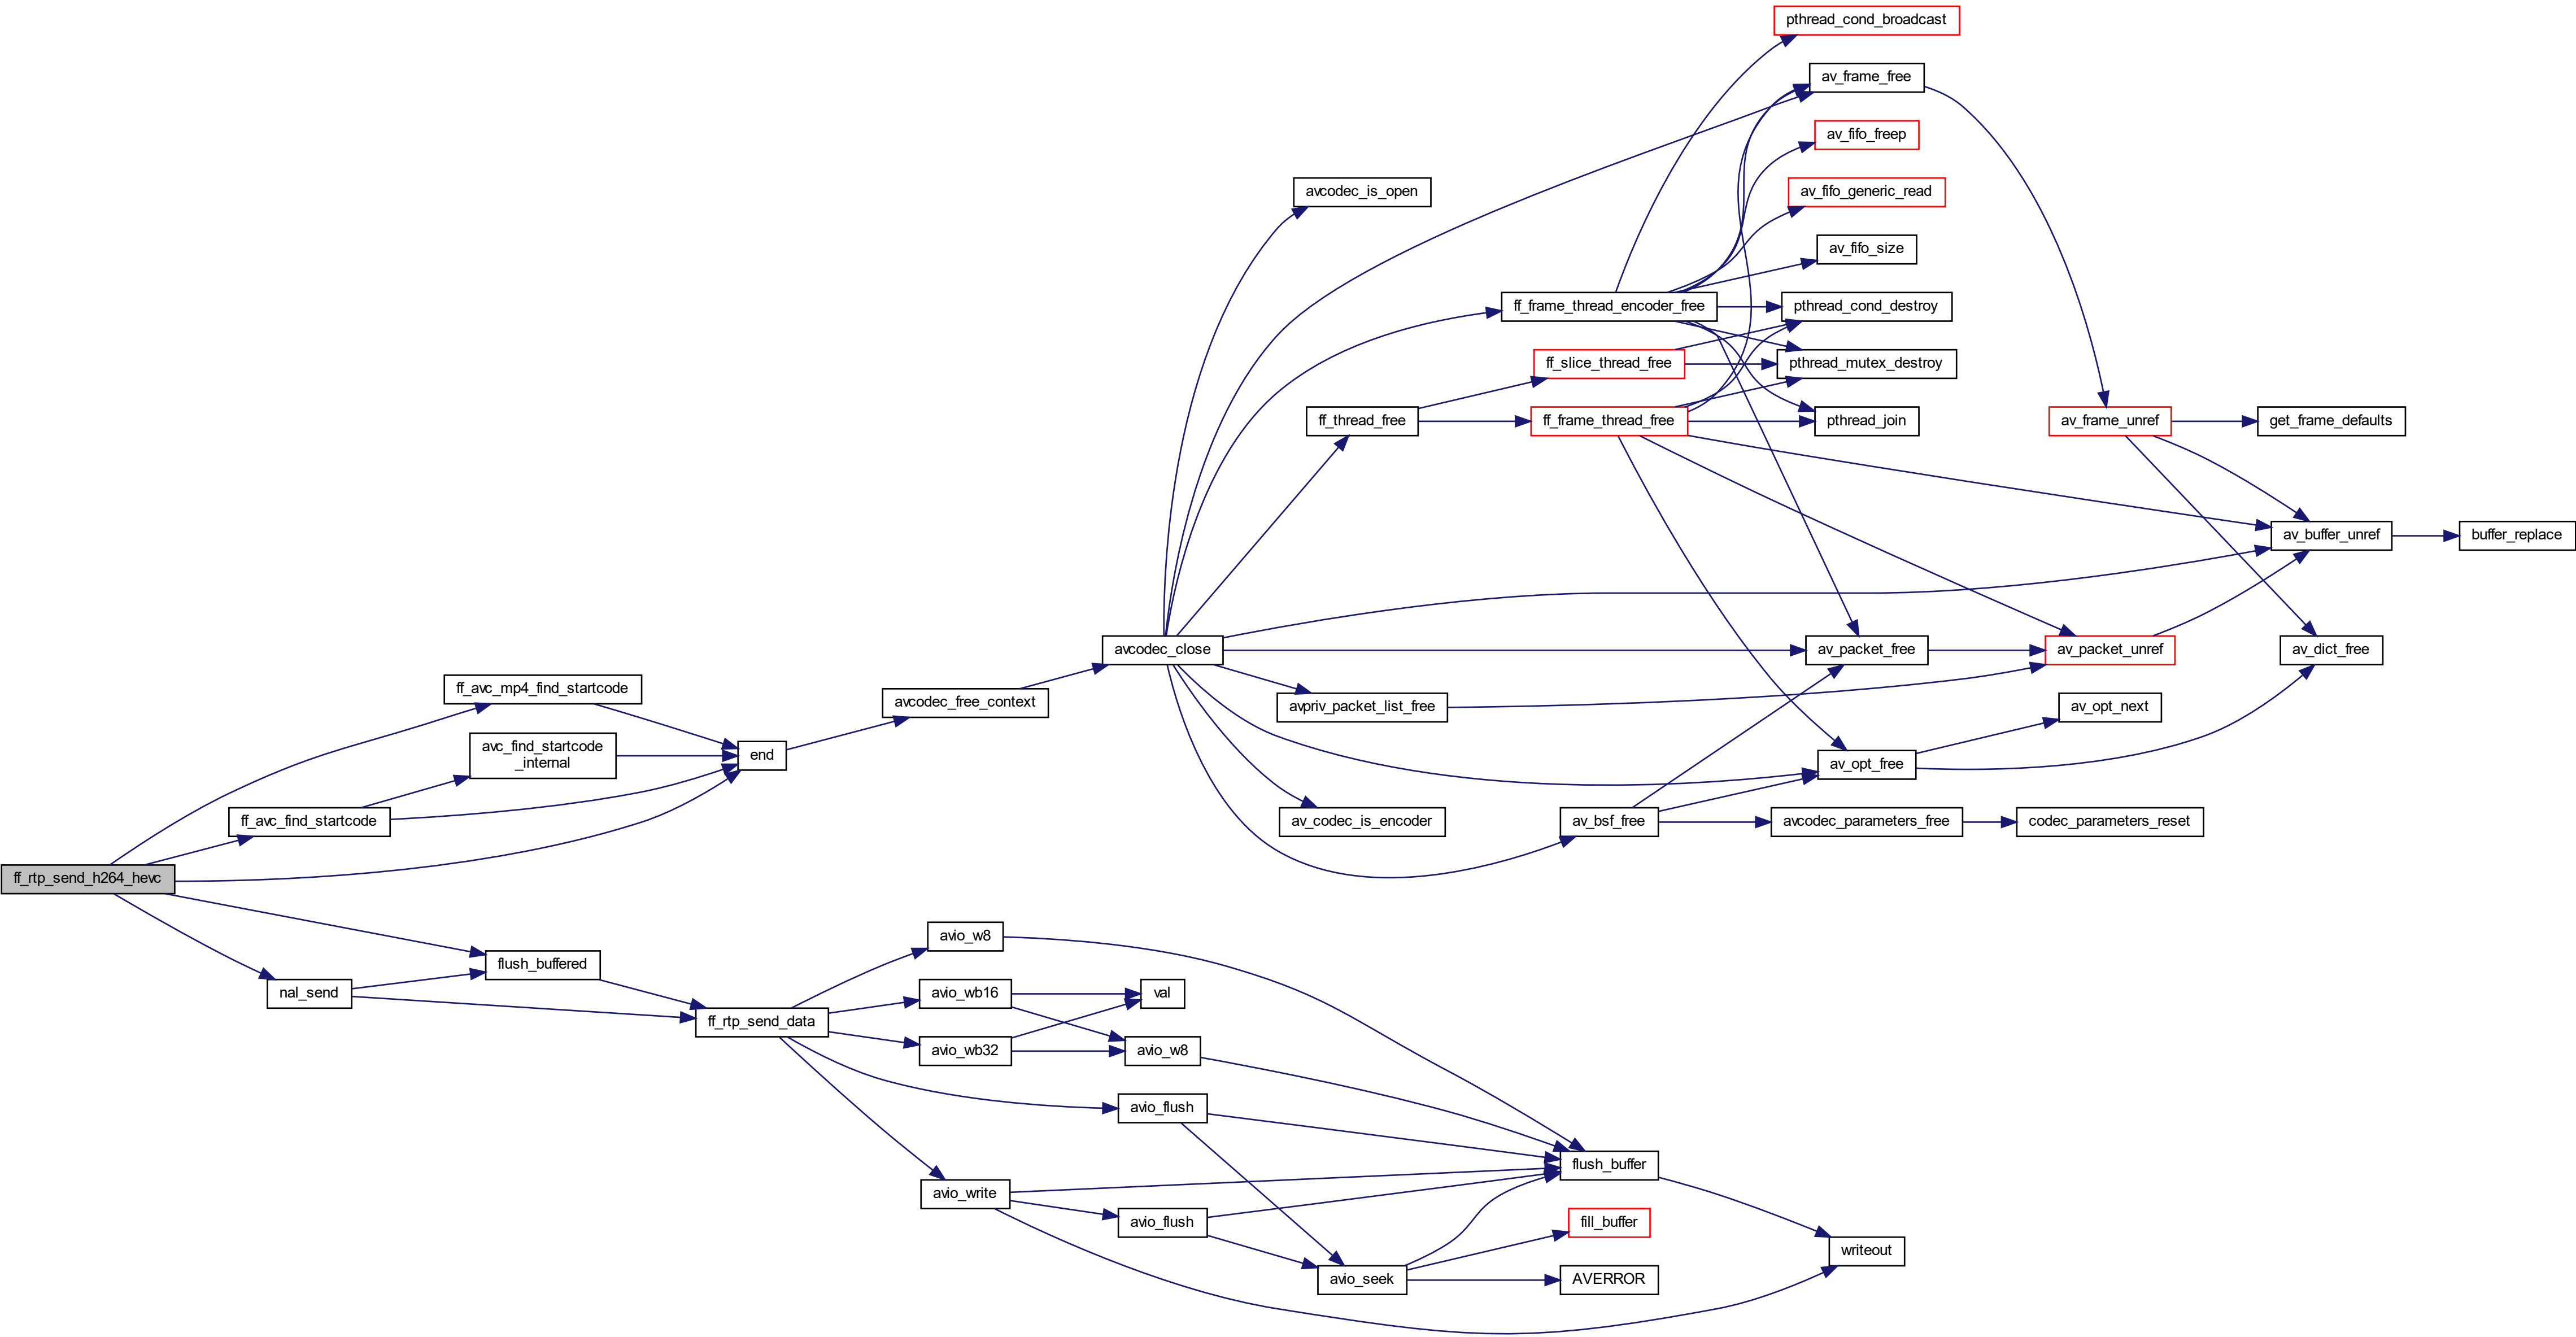 pthread_cond_broadcast
av_frame_free
av_fifo_freep
avcodec_is_open
av_fifo_generic_read
av_fifo_size
ff_frame_thread_encoder_free
pthread_cond_destroy
ff_slice_thread_free
pthread_mutex_destroy
ff_thread_free
ff_frame_thread_free
pthread_join
av_frame_unref
get_frame_defaults
av_buffer_unref
buffer_replace
avcodec_close
av_packet_free
av_packet_unref
av_dict_free
ff_avc_mp4_find_startcode
avcodec_free_context
avpriv_packet_list_free
av_opt_next
avc_find_startcode
_internal
end
av_opt_free
ff_avc_find_startcode
av_codec_is_encoder
av_bsf_free
avcodec_parameters_free
codec_parameters_reset
ff_rtp_send_h264_hevc
avio_w8
flush_buffered
nal_send
avio_wb16
val
ff_rtp_send_data
avio_wb32
avio_w8
avio_flush
flush_buffer
avio_write
avio_flush
fill_buffer
writeout
avio_seek
AVERROR